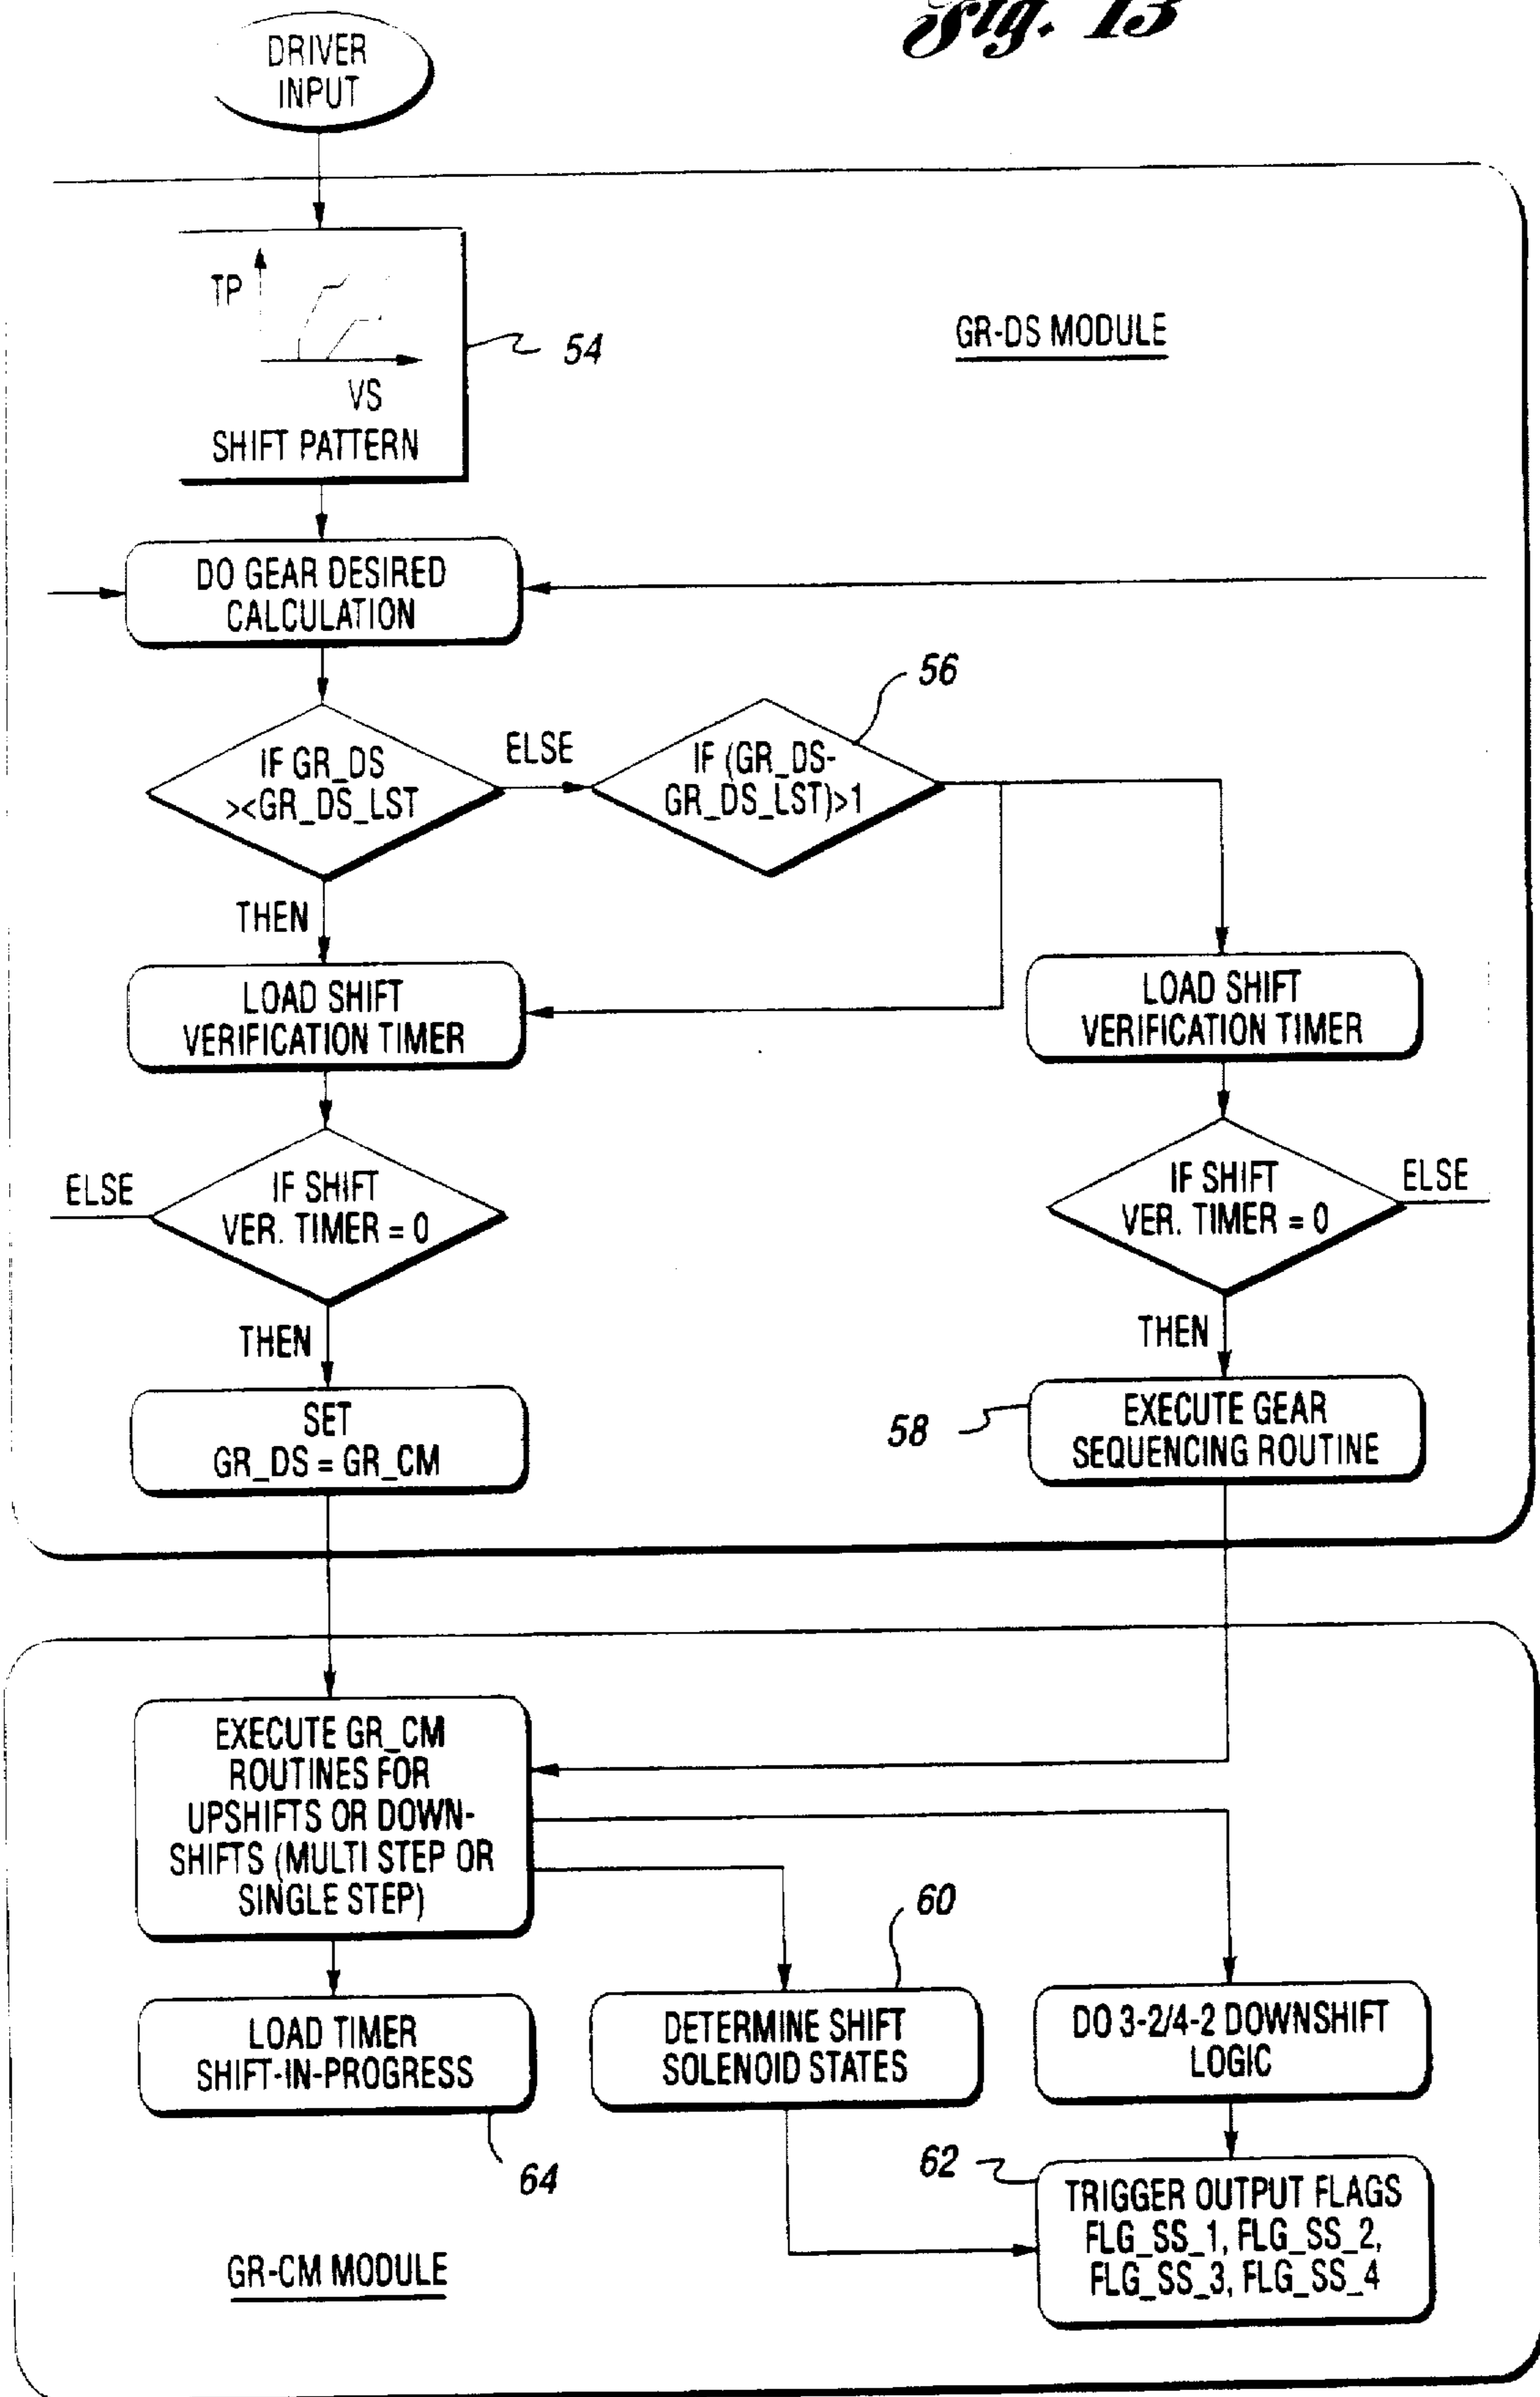 Fig. 13
DRIVER
INPUT
TP
VS
SHIFT PATTERN
54
GR-DS MODULE
DO GEAR DESIRED
CALCULATION
IF GR_DS
><GR_DS_LST
ELSE
IF (GR_DS-
GR_DS_LST)>1
56
THEN
LOAD SHIFT
VERIFICATION TIMER
LOAD SHIFT
VERIFICATION TIMER
ELSE
IF SHIFT
VER. TIMER = 0
IF SHIFT
VER. TIMER = 0
ELSE
THEN
THEN
SET
GR_DS = GR_CM
58
EXECUTE GEAR
SEQUENCING ROUTINE
EXECUTE GR_CM
ROUTINES FOR
UPSHIFTS OR DOWN-
SHIFTS (MULTI STEP OR
SINGLE STEP)
60
LOAD TIMER
SHIFT-IN-PROGRESS
64
DETERMINE SHIFT
SOLENOID STATES
DO 3-2/4-2 DOWNSHIFT
LOGIC
62
TRIGGER OUTPUT FLAGS
FLG_SS_1, FLG_SS_2,
FLG_SS_3, FLG_SS_4
GR-CM MODULE